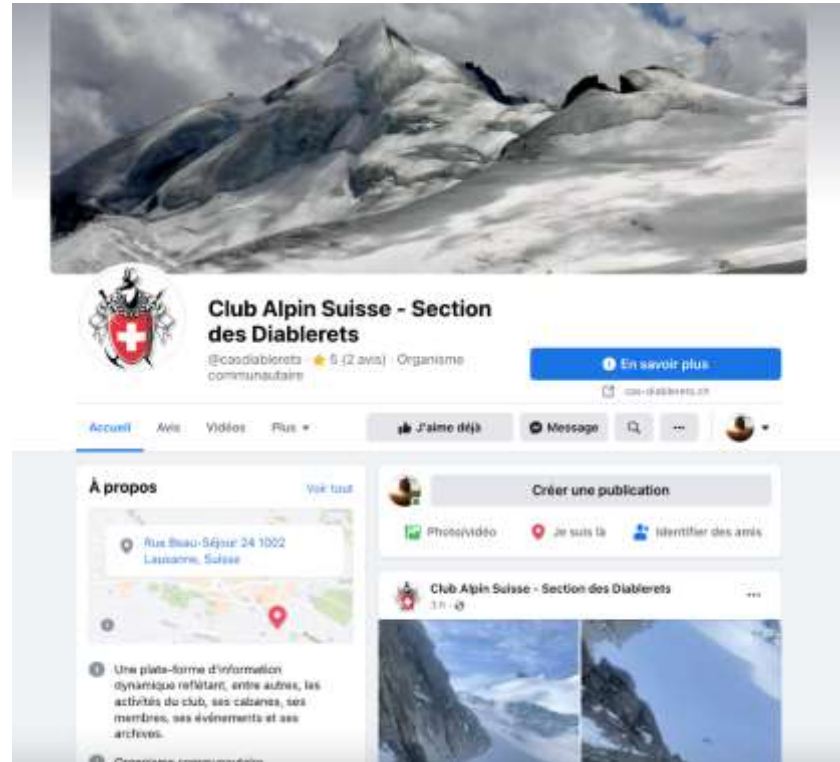 Club Alpin Suisse - Section
des Diablerets
@casdiablerets · 5 (2 avis) · Organisme
communautaire
En savoir plus
cas-diablerets.ch
Accueil Avis Vidéos Plus
J'aime déjà Message
À propos Voir tout
Rue Beau-Séjour 24 1002
Lausanne, Suisse
Une plate-forme d'information
dynamique reflétant, entre autres, les
activités du club, ses cabanes, ses
membres, ses événements et ses
archives.
Organisme communautaire
Créer une publication
Photo/vidéo Je suis là Identifier des amis
Club Alpin Suisse - Section des Diablerets
3 h